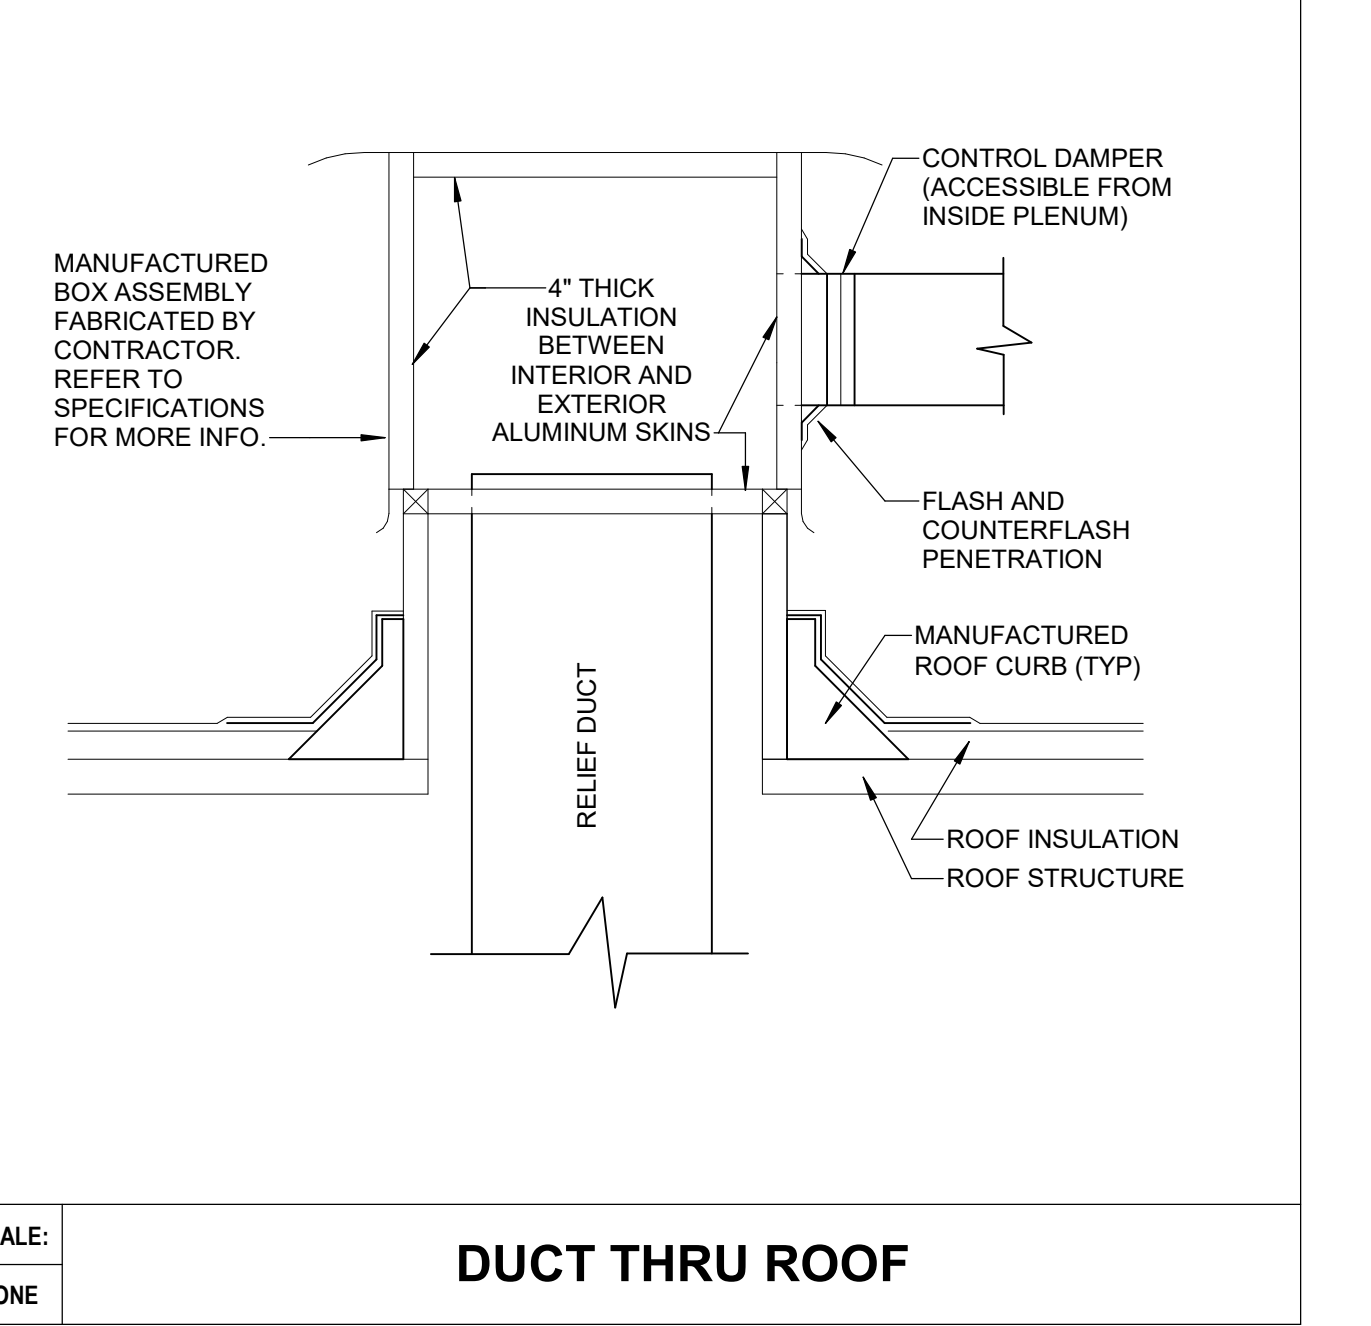 CONTROL DAMPER
(ACCESSIBLE FROM
INSIDE PLENUM)
MANUFACTURED
BOX ASSEMBLY
FABRICATED BY
CONTRACTOR.
REFER TO
SPECIFICATIONS
FOR MORE INFO.
4" THICK
INSULATION
BETWEEN
INTERIOR AND
EXTERIOR
ALUMINUM SKINS
FLASH AND
COUNTERFLASH
PENETRATION
MANUFACTURED
ROOF CURB (TYP)
RELIEF DUCT
ROOF INSULATION
ROOF STRUCTURE
ALE:
ONE
DUCT THRU ROOF